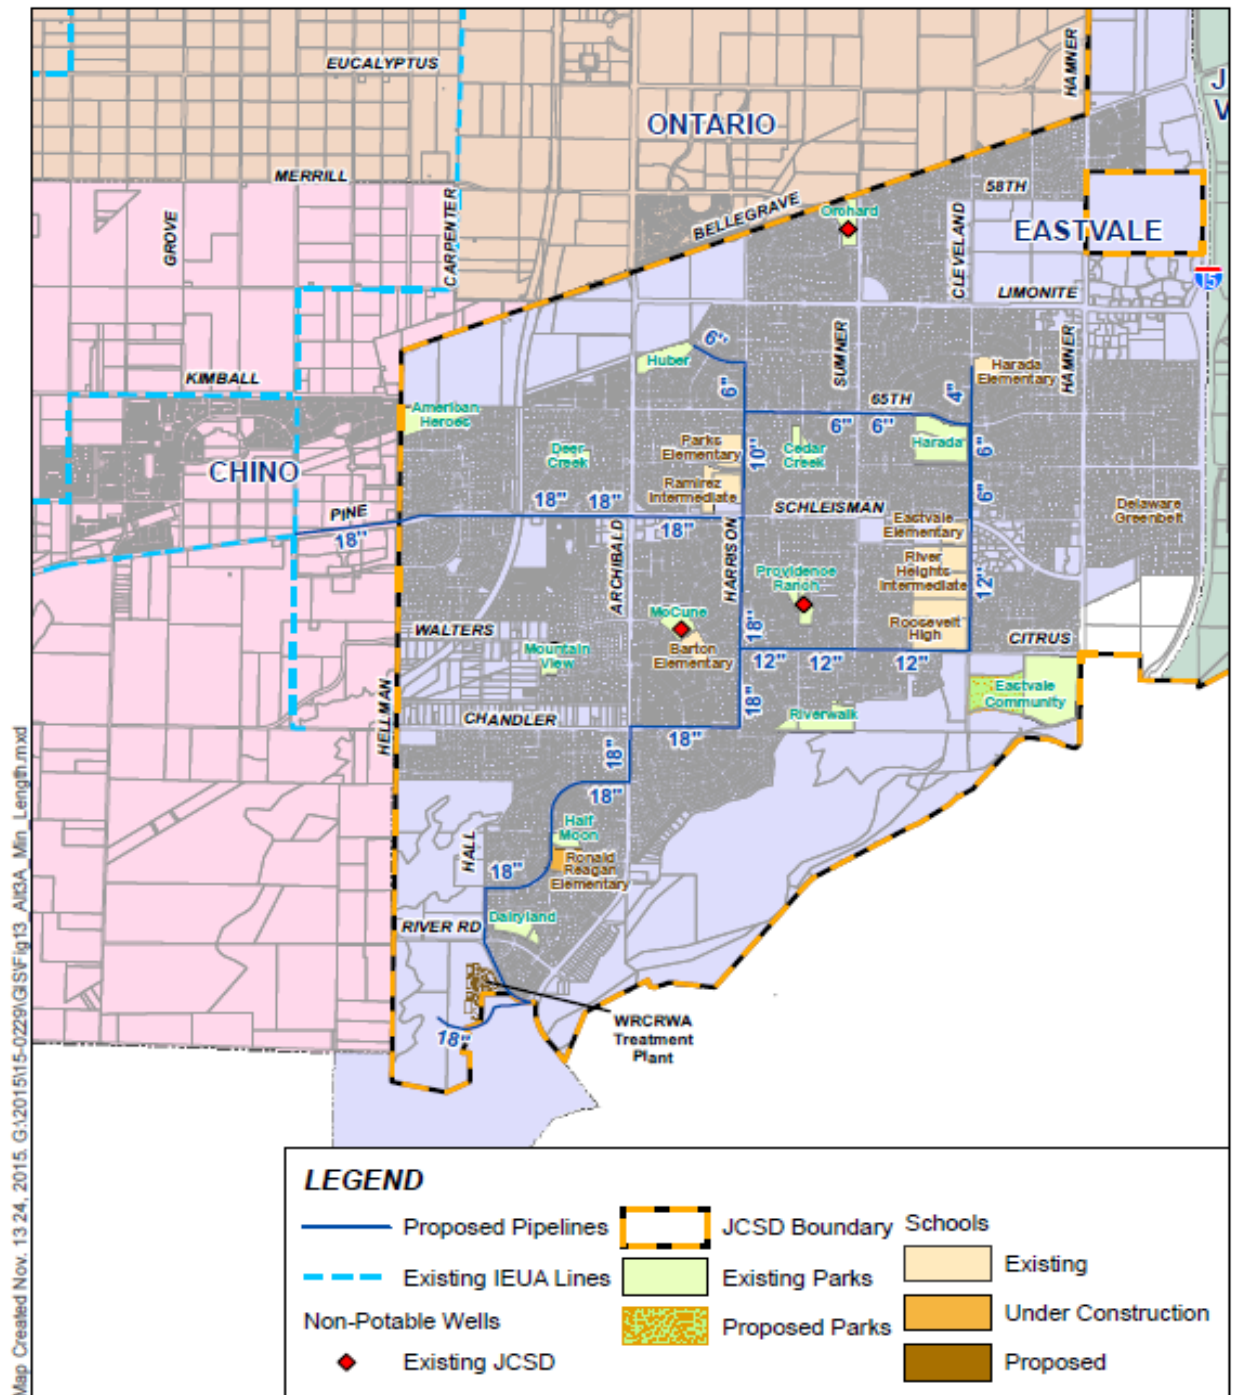 EUCALYPTUS
HAMNER
ONTARIO
J
V
MERRILL
58TH
GROVE
CARPENTER
BELLEGRAVE
Orchard
CLEVELAND
EASTVALE
LIMONITE
15
SUMNER
HAMNER
Huber
6"
Harada
Elementary
KIMBALL
6"
65TH
4"
American
Heroes
6"
6"
Harada
6"
Deer
Creek
Parks
Elementary
10"
Cedar
Creek
CHINO
Ramirez
Intermediate
6"
18"
18"
SCHLEISMAN
Delaware
Greenbelt
PINE
18"
18"
Eastvale
Elementary
ARCHIBALD
HARRISON
River
Heights
Intermediate
Providence
Ranch
12"
McCune
Roosevelt
High
WALTERS
18"
CITRUS
Mountain
View
Barton
Elementary
12"
12"
12"
HELLMAN
Eastvale
Community
CHANDLER
18"
Riverwalk
18"
18"
18"
Half
Moon
HALL
18"
Ronald
Reagan
Elementary
RIVER RD
Dairyland
WRCRWA
Treatment
Plant
18"
Map Created Nov. 13 24, 2015. G:\2015\15-0229\GIS\Fig13_Alt3A_Min_Length.mxd
LEGEND
Proposed Pipelines
JCSD Boundary
Schools
Existing IEUA Lines
Existing Parks
Existing
Non-Potable Wells
Proposed Parks
Under Construction
Existing JCSD
Proposed